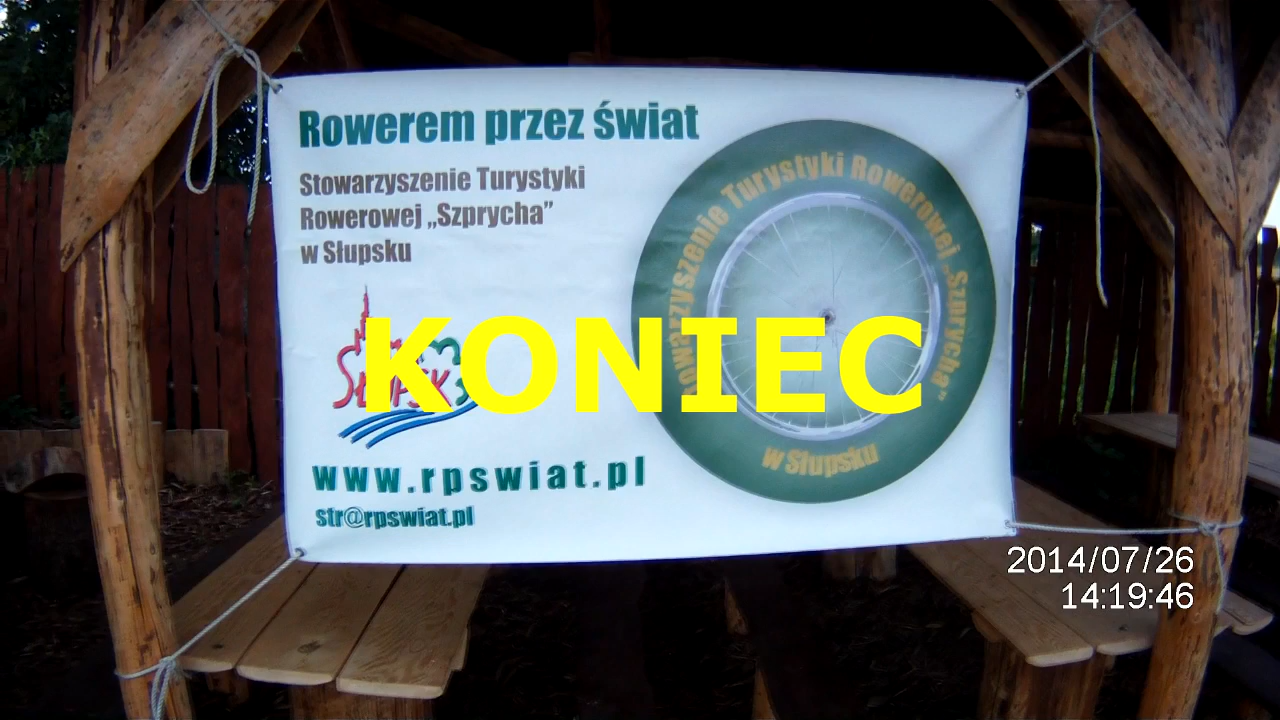 Rowerem przez świat
Stowarzyszenie Turystyki
Rowerowej „Szprycha”
w Słupsku
Stowarzyszenie Turystyki Rowerowej „Szprycha”
w Słupsku
SŁUPSK
KONIEC
www.rpswiat.pl
str@rpswiat.pl
2014/07/26
14:19:46